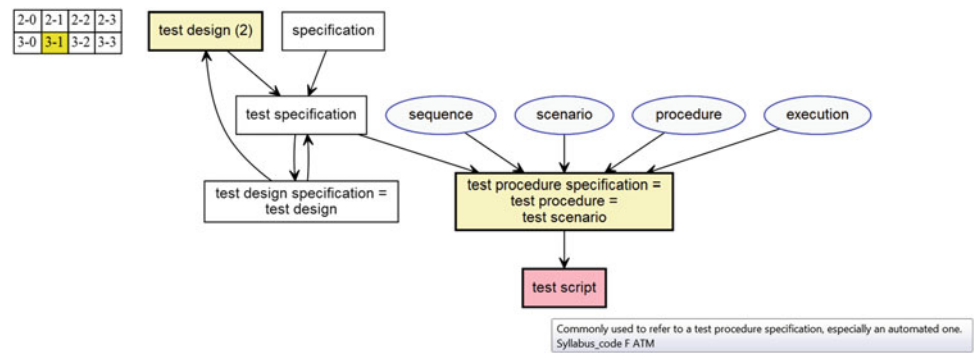 2-0 2-1 2-2 2-3
3-0 3-1 3-2 3-3
test design (2)
specification
test specification
sequence
scenario
procedure
execution
test design specification =
test design
test procedure specification =
test procedure =
test scenario
test script
Commonly used to refer to a test procedure specification, especially an automated one.
Syllabus_code F ATM